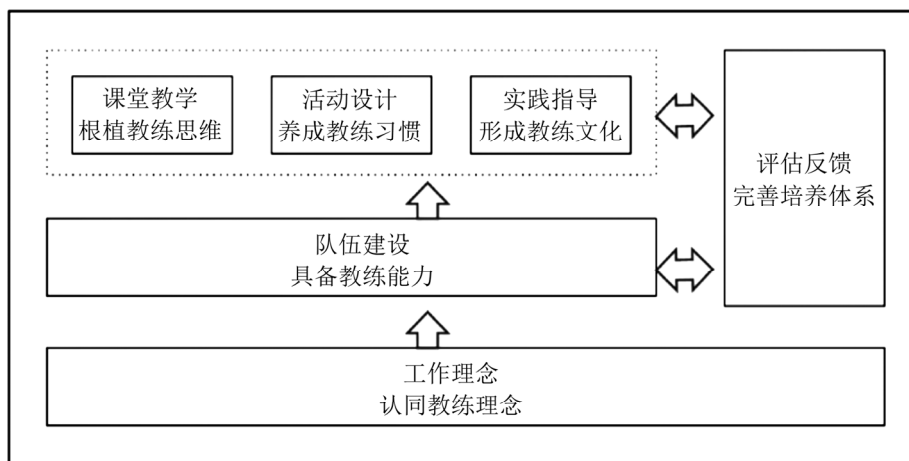 课堂教学
根植教练思维
活动设计
养成教练习惯
实践指导
形成教练文化
评估反馈
完善培养体系
队伍建设
具备教练能力
工作理念
认同教练理念